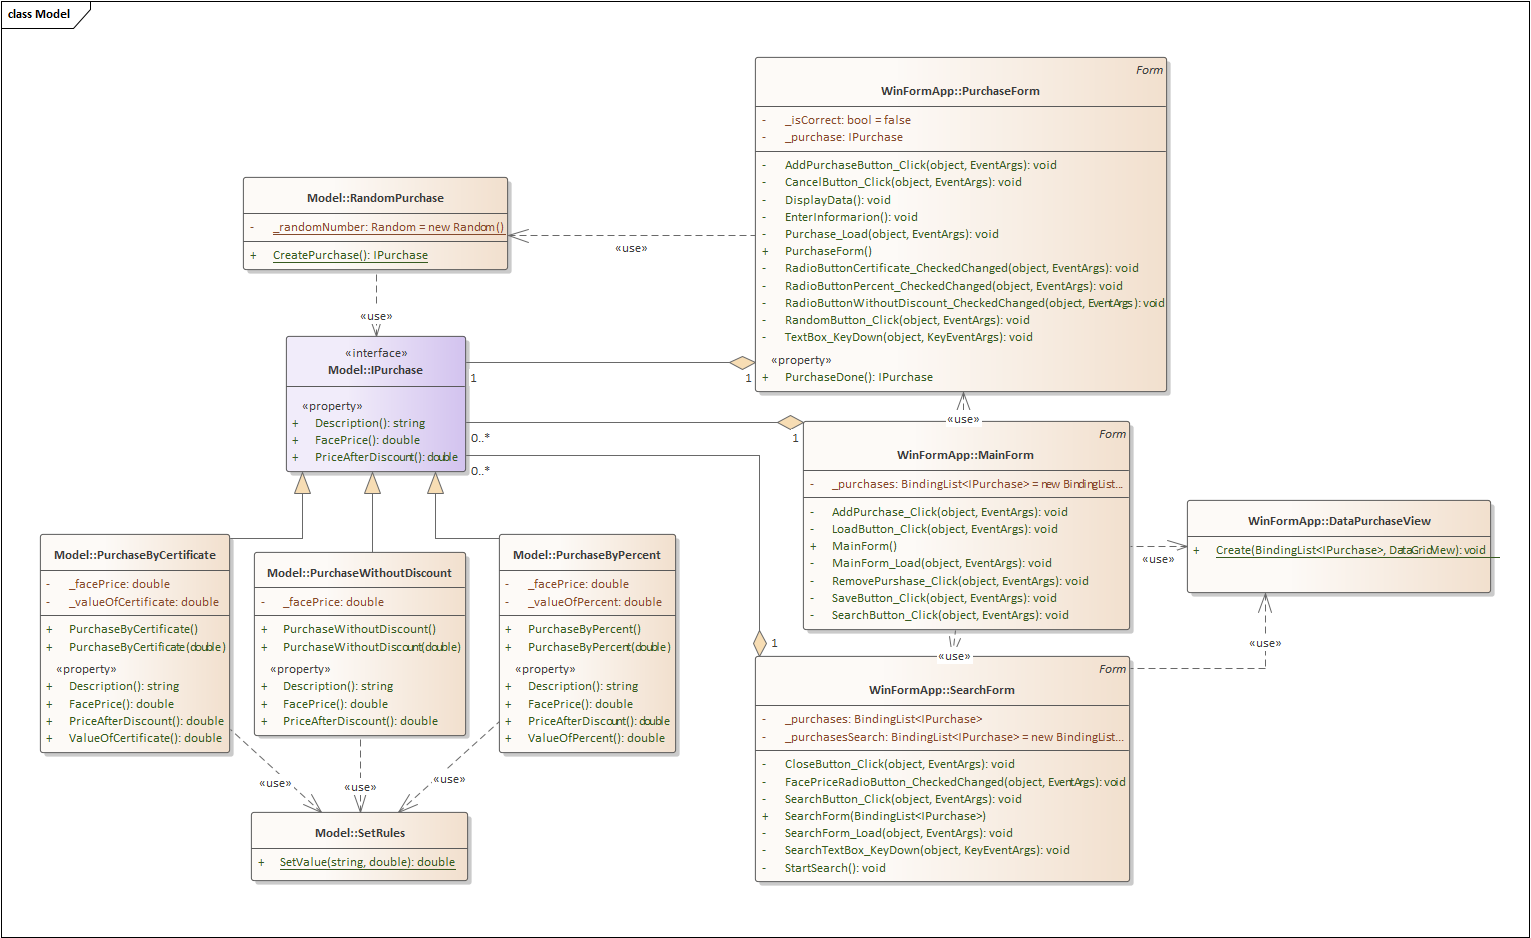 class Model
Form
WinFormApp::PurchaseForm
- _isCorrect: bool = false
- _purchase: IPurchase
- AddPurchaseButton_Click(object, EventArgs): void
- CancelButton_Click(object, EventArgs): void
- DisplayData(): void
- EnterInformarion(): void
- Purchase_Load(object, EventArgs): void
+ PurchaseForm()
- RadioButtonCertificate_CheckedChanged(object, EventArgs): void
- RadioButtonPercent_CheckedChanged(object, EventArgs): void
- RadioButtonWithoutDiscount_CheckedChanged(object, EventArgs): void
- RandomButton_Click(object, EventArgs): void
- TextBox_KeyDown(object, KeyEventArgs): void
«property»
+ PurchaseDone(): IPurchase
Model::RandomPurchase
- _randomNumber: Random = new Random()
+ CreatePurchase(): IPurchase
«use»
«use»
«interface»
Model::IPurchase
«property»
+ Description(): string
+ FacePrice(): double
+ PriceAfterDiscount(): double
1
1
0..*
1
0..*
1
«use»
Form
WinFormApp::MainForm
- _purchases: BindingList<IPurchase> = new BindingList...
- AddPurchase_Click(object, EventArgs): void
- LoadButton_Click(object, EventArgs): void
+ MainForm()
- MainForm_Load(object, EventArgs): void
- RemovePurshase_Click(object, EventArgs): void
- SaveButton_Click(object, EventArgs): void
- SearchButton_Click(object, EventArgs): void
«use»
WinFormApp::DataPurchaseView
+ Create(BindingList<IPurchase>, DataGridView): void
«use»
«use»
Model::PurchaseByCertificate
- _facePrice: double
- _valueOfCertificate: double
+ PurchaseByCertificate()
+ PurchaseByCertificate(double)
«property»
+ Description(): string
+ FacePrice(): double
+ PriceAfterDiscount(): double
+ ValueOfCertificate(): double
Model::PurchaseWithoutDiscount
- _facePrice: double
+ PurchaseWithoutDiscount()
+ PurchaseWithoutDiscount(double)
«property»
+ Description(): string
+ FacePrice(): double
+ PriceAfterDiscount(): double
Model::PurchaseByPercent
- _facePrice: double
- _valueOfPercent: double
+ PurchaseByPercent()
+ PurchaseByPercent(double)
«property»
+ Description(): string
+ FacePrice(): double
+ PriceAfterDiscount(): double
+ ValueOfPercent(): double
Form
WinFormApp::SearchForm
- _purchases: BindingList<IPurchase>
- _purchasesSearch: BindingList<IPurchase> = new BindingList...
- CloseButton_Click(object, EventArgs): void
- FacePriceRadioButton_CheckedChanged(object, EventArgs): void
- SearchButton_Click(object, EventArgs): void
+ SearchForm(BindingList<IPurchase>)
- SearchForm_Load(object, EventArgs): void
- SearchTextBox_KeyDown(object, KeyEventArgs): void
- StartSearch(): void
«use»
«use»
«use»
Model::SetRules
+ SetValue(string, double): double